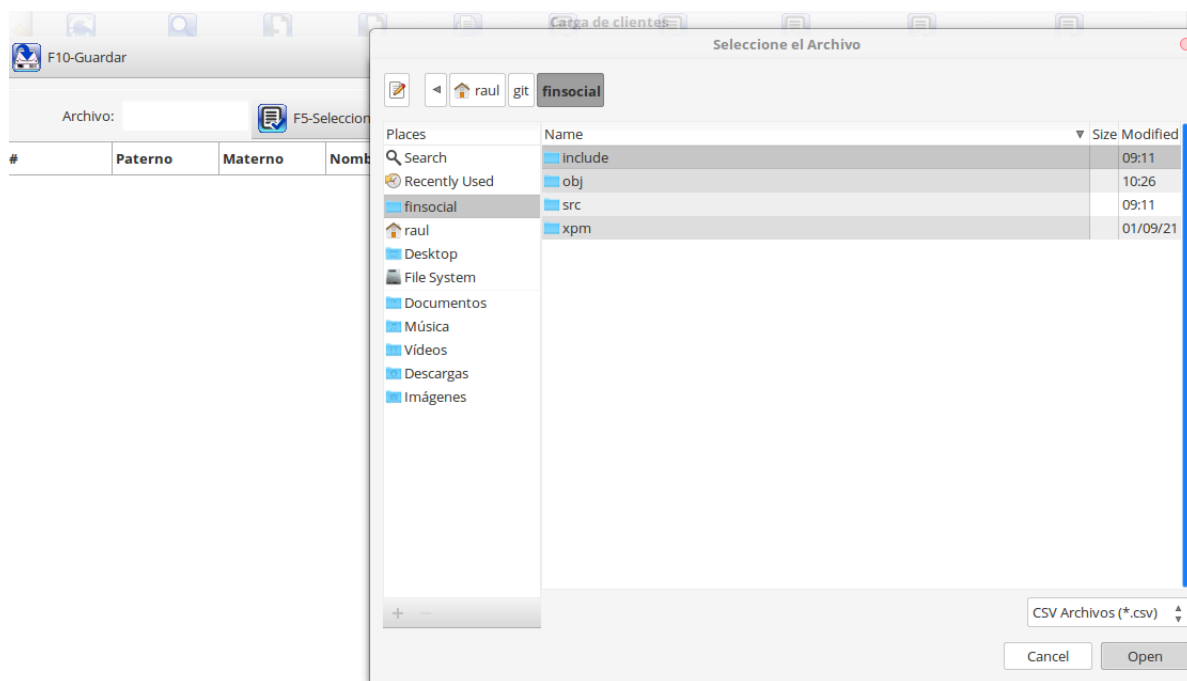 Carga de clientes
F10-Guardar
Archivo:
F5-Seleccion
#
Paterno
Materno
Nomb
Seleccione el Archivo
raul git finsocial
Places
Search
Recently Used
finsocial
raul
Desktop
File System
Documentos
Música
Vídeos
Descargas
Imágenes
Name Size Modified
include 09:11
obj 10:26
src 09:11
xpm 01/09/21
CSV Archivos (*.csv)
Cancel Open